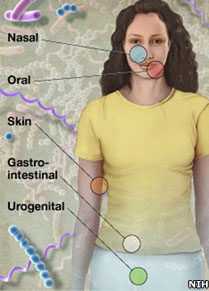 Nasal
Oral
Skin
Gastro-
intestinal
Urogenital
NIH